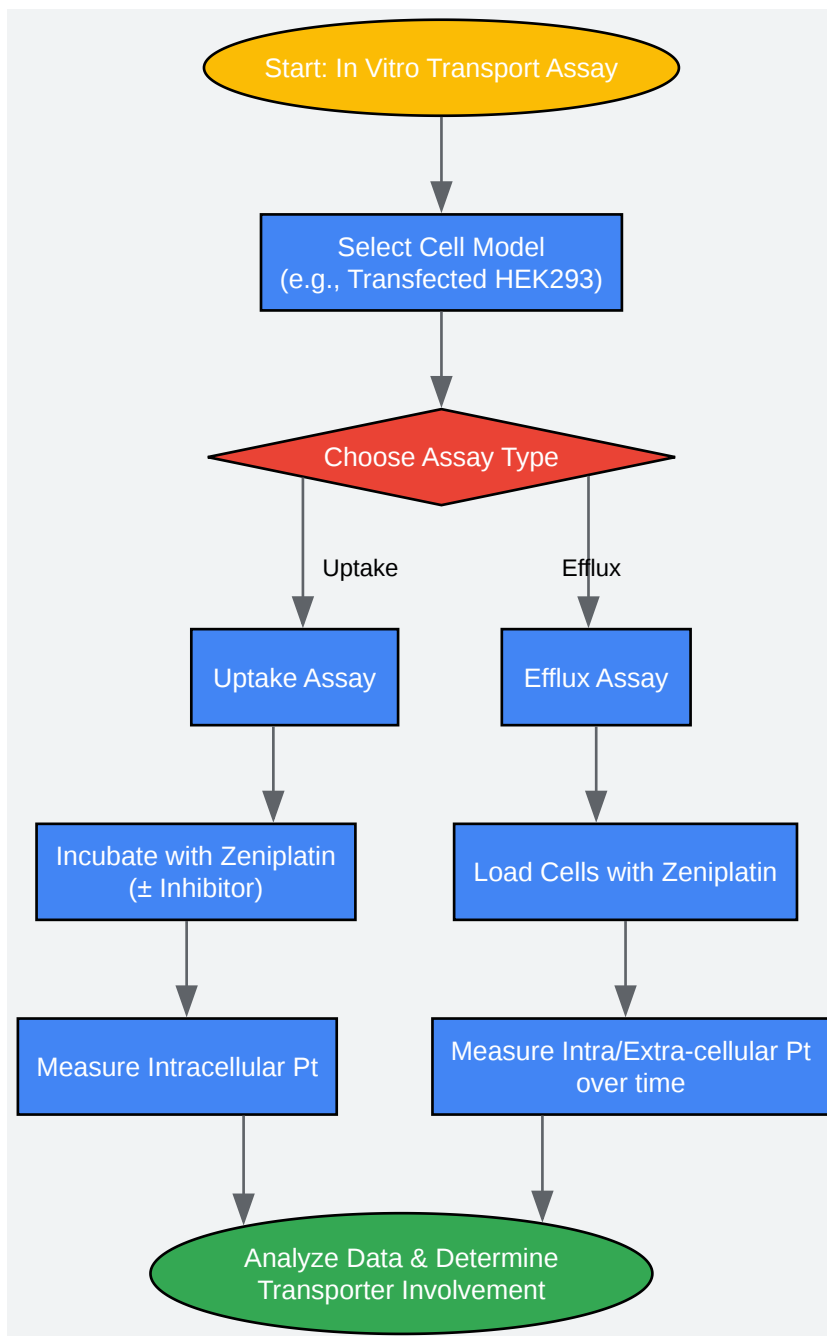 Start: In Vitro Transport Assay
Select Cell Model
(e.g., Transfected HEK293)
Choose Assay Type
Uptake
Efflux
Uptake Assay
Efflux Assay
Incubate with Zeniplatin
(± Inhibitor)
Load Cells with Zeniplatin
Measure Intracellular Pt
Measure Intra/Extra-cellular Pt
over time
Analyze Data & Determine
Transporter Involvement